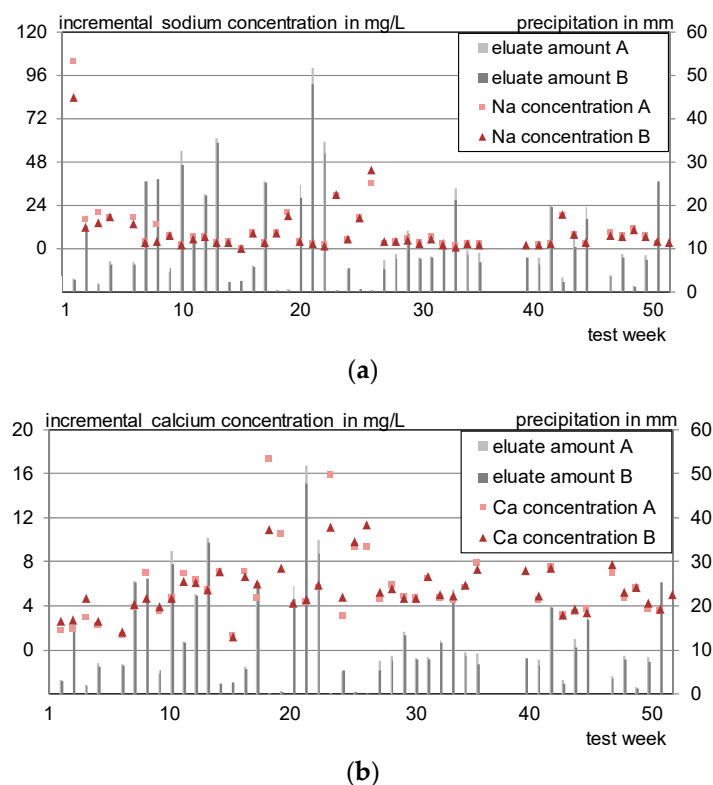 incremental sodium concentration in mg/L precipitation in mm
120 60
96 50
72 40
48 30
24 20
0 10
0
eluate amount A
eluate amount B
Na concentration A
Na concentration B
1 10 20 30 40 50
test week
(a)
incremental calcium concentration in mg/L precipitation in mm
20 60
16 50
12 40
8 30
4 20
0 10
0
eluate amount A
eluate amount B
Ca concentration A
Ca concentration B
1 10 20 30 40 50
test week
(b)